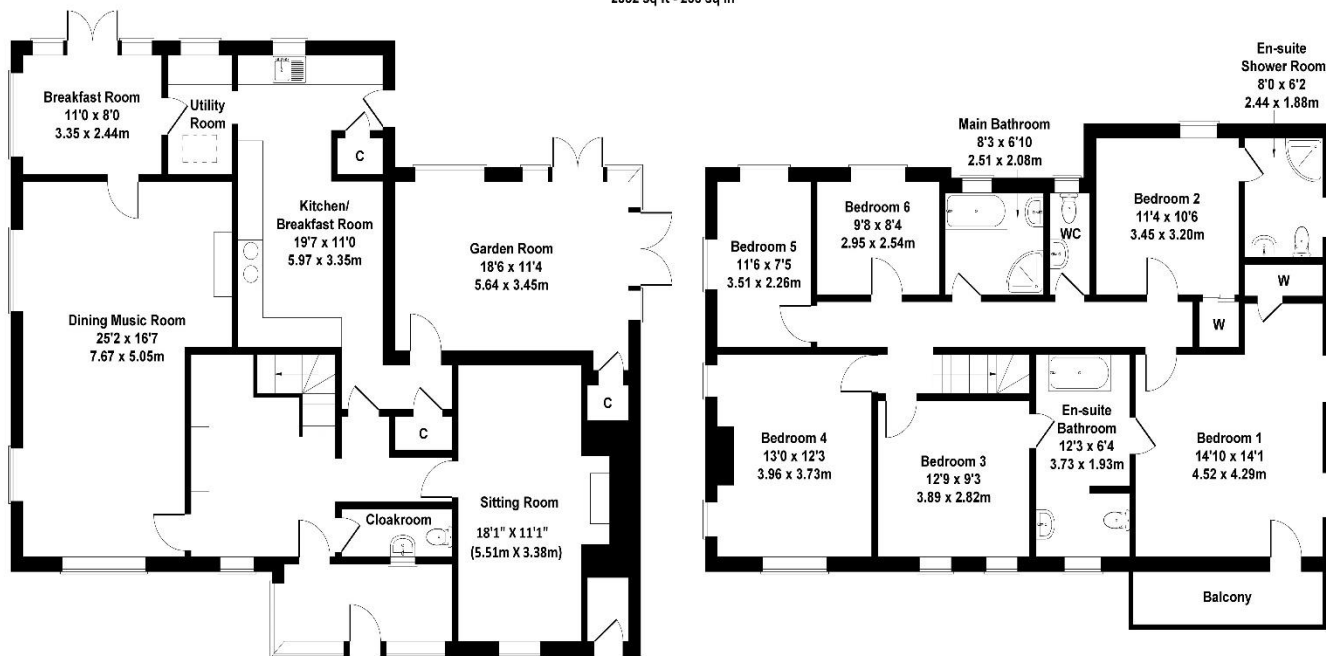 sq ft - sq m
Breakfast Room
11'0 x 8'0
3.35 x 2.44m
Utility
Room
C
Kitchen/
Breakfast Room
19'7 x 11'0
5.97 x 3.35m
Garden Room
18'6 x 11'4
5.64 x 3.45m
Dining Music Room
25'2 x 16'7
7.67 x 5.05m
C
C
Sitting Room
18'1" X 11'1"
(5.51m X 3.38m)
Cloakroom
En-suite
Shower Room
8'0 x 6'2
2.44 x 1.88m
Main Bathroom
8'3 x 6'10
2.51 x 2.08m
Bedroom 5
11'6 x 7'5
3.51 x 2.26m
Bedroom 6
9'8 x 8'4
2.95 x 2.54m
WC
Bedroom 2
11'4 x 10'6
3.45 x 3.20m
W
W
Bedroom 4
13'0 x 12'3
3.96 x 3.73m
Bedroom 3
12'9 x 9'3
3.89 x 2.82m
En-suite
Bathroom
12'3 x 6'4
3.73 x 1.93m
Bedroom 1
14'10 x 14'1
4.52 x 4.29m
Balcony